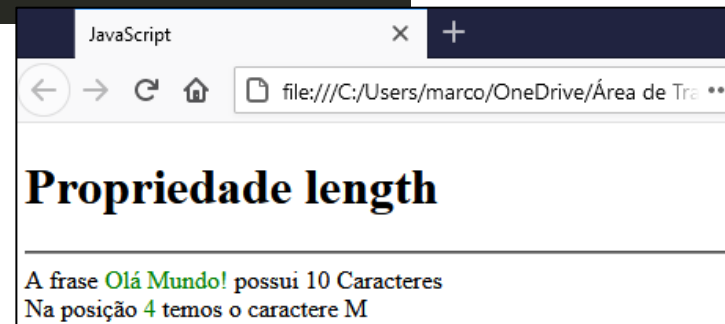 JavaScript
file:///C:/Users/marco/OneDrive/Área de Tra
Propriedade length
A frase Olá Mundo! possui 10 Caracteres
Na posição 4 temos o caractere M